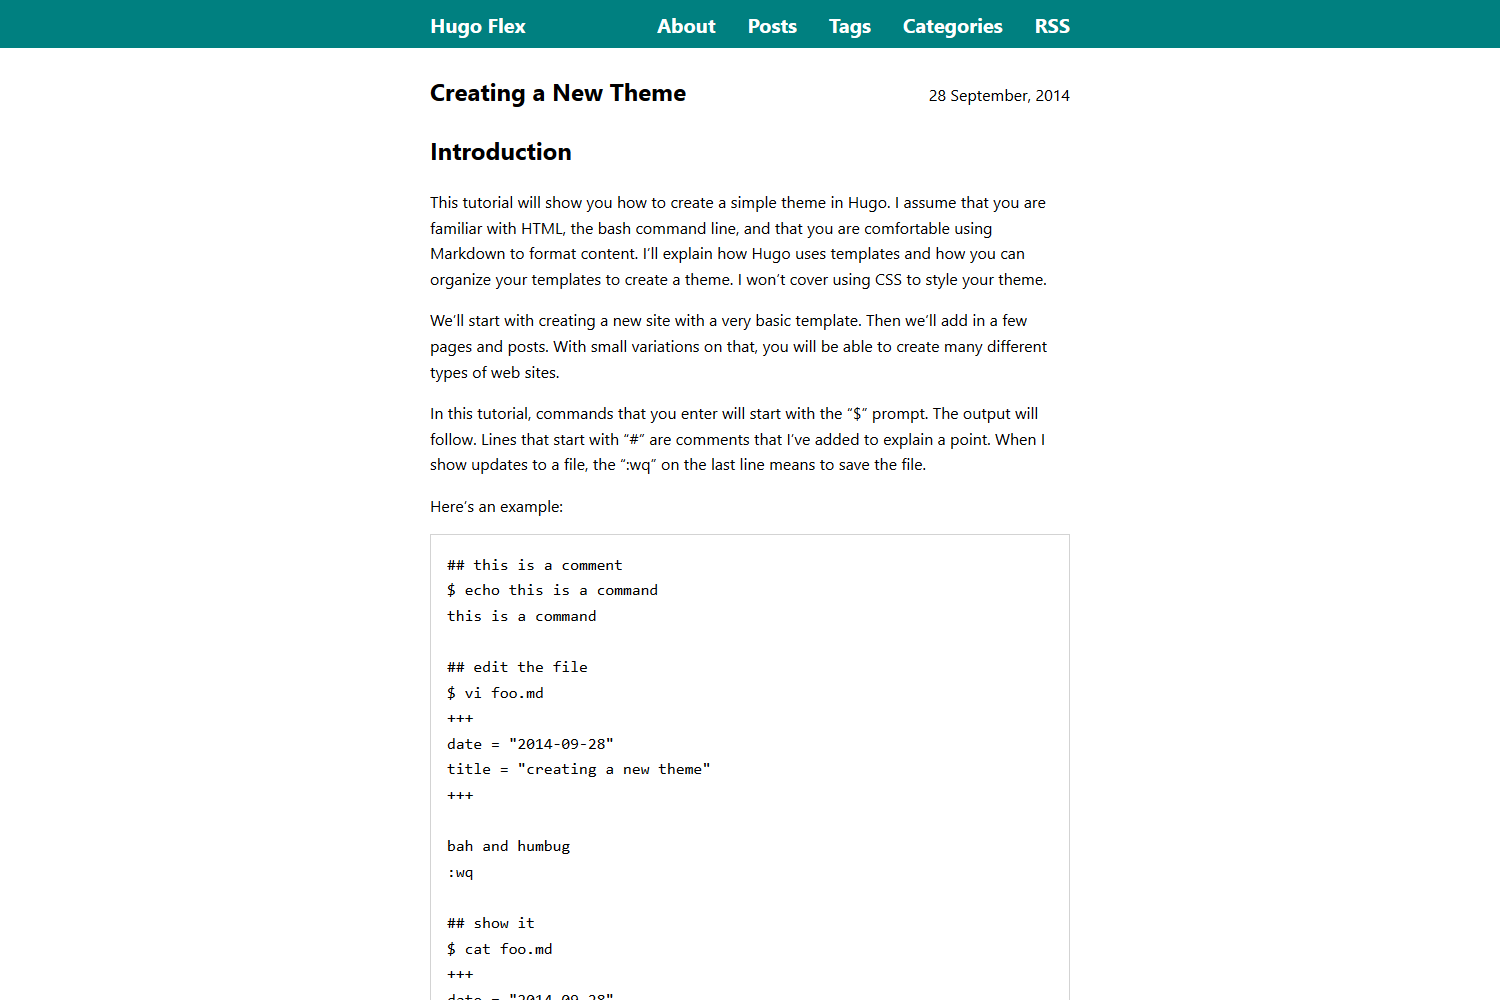 Hugo Flex About Posts Tags Categories RSS
Creating a New Theme 28 September, 2014
Introduction
This tutorial will show you how to create a simple theme in Hugo. I assume that you are
familiar with HTML, the bash command line, and that you are comfortable using
Markdown to format content. I’ll explain how Hugo uses templates and how you can
organize your templates to create a theme. I won’t cover using CSS to style your theme.
We’ll start with creating a new site with a very basic template. Then we’ll add in a few
pages and posts. With small variations on that, you will be able to create many different
types of web sites.
In this tutorial, commands that you enter will start with the “$” prompt. The output will
follow. Lines that start with “#” are comments that I’ve added to explain a point. When I
show updates to a file, the “:wq” on the last line means to save the file.
Here’s an example:
## this is a comment
$ echo this is a command
this is a command
## edit the file
$ vi foo.md
+++
date = "2014-09-28"
title = "creating a new theme"
+++
bah and humbug
:wq
## show it
$ cat foo.md
+++
date = "2014-09-28"